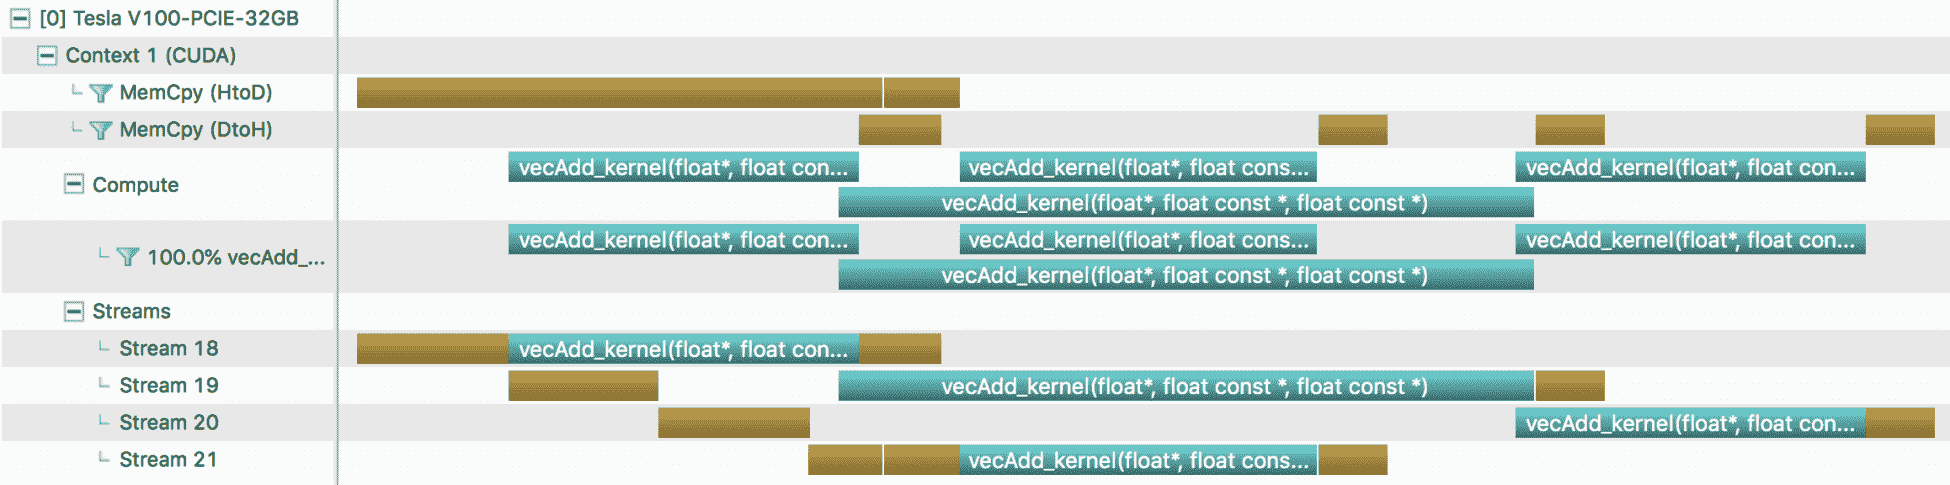 [0] Tesla V100-PCIE-32GB
Context 1 (CUDA)
MemCpy (HtoD)
MemCpy (DtoH)
Compute
vecAdd_kernel(float*, float con... vecAdd_kernel(float*, float cons... vecAdd_kernel(float*, float con...
vecAdd_kernel(float*, float const *, float const *)
100.0% vecAdd_...
vecAdd_kernel(float*, float con... vecAdd_kernel(float*, float cons... vecAdd_kernel(float*, float con...
vecAdd_kernel(float*, float const *, float const *)
Streams
Stream 18 vecAdd_kernel(float*, float con...
Stream 19 vecAdd_kernel(float*, float const *, float const *)
Stream 20 vecAdd_kernel(float*, float con...
Stream 21 vecAdd_kernel(float*, float cons...